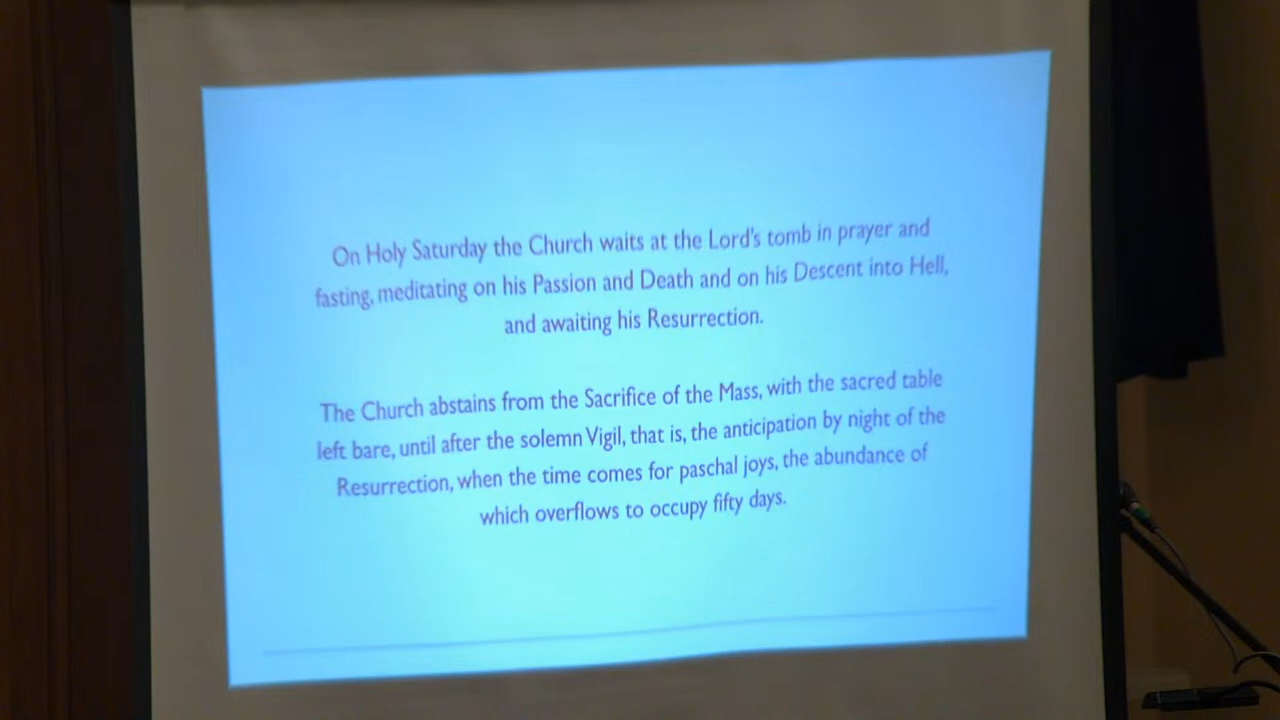 On Holy Saturday the Church waits at the Lord's tomb in prayer and
fasting, meditating on his Passion and Death and on his Descent into Hell,
and awaiting his Resurrection.
The Church abstains from the Sacrifice of the Mass, with the sacred table
left bare, until after the solemn Vigil, that is, the anticipation by night of the
Resurrection, when the time comes for paschal joys, the abundance of
which overflows to occupy fifty days.